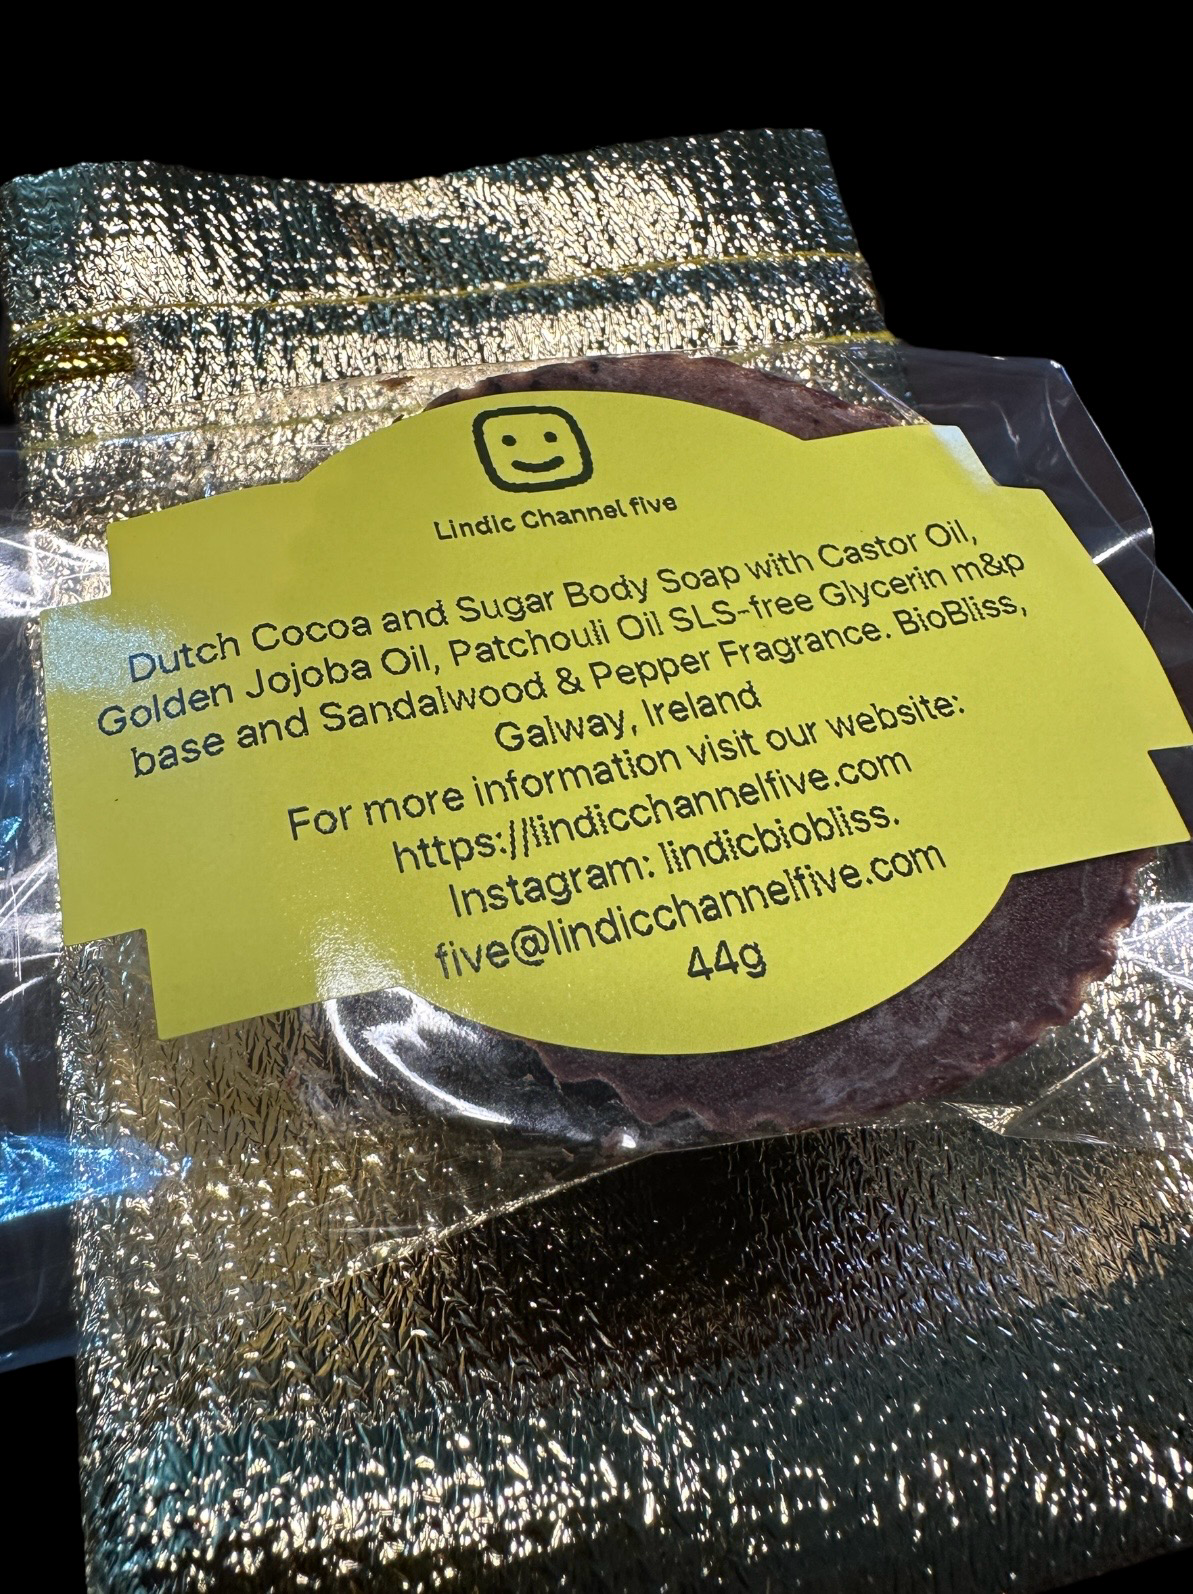 Lindic Channel five
Dutch Cocoa and Sugar Body Soap with Castor Oil,
Golden Jojoba Oil, Patchouli Oil SLS-free Glycerin m&p
base and Sandalwood & Pepper Fragrance. BioBliss,
Galway, Ireland
For more information visit our website:
https://lindicchannelfive.com
Instagram: lindicbiobliss.
five@lindicchannelfive.com
44g